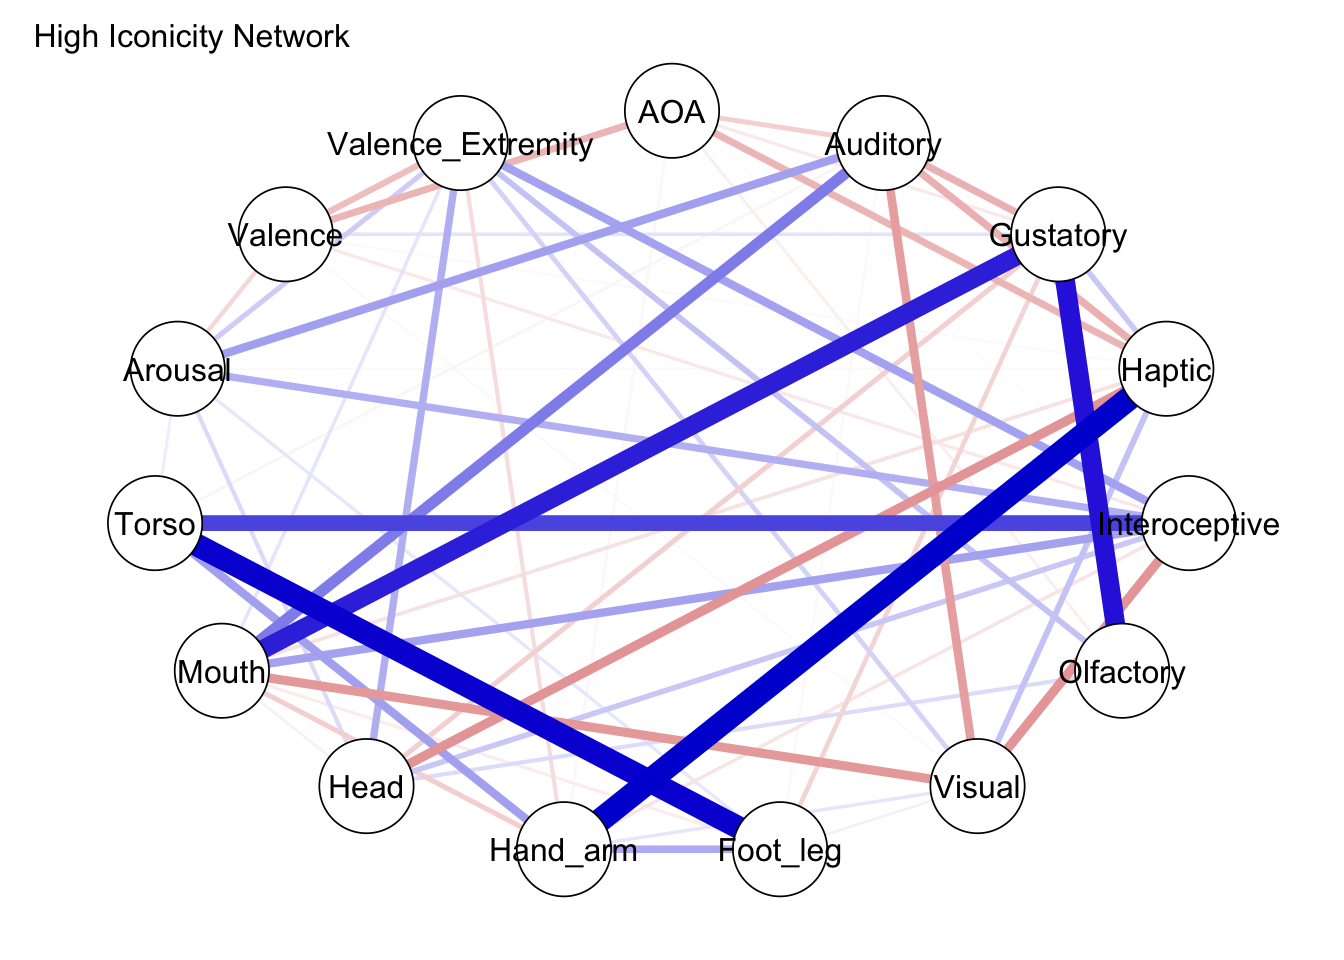 High Iconicity Network
AOA
Valence_Extremity
Auditory
Valence
Gustatory
Arousal
Haptic
Torso
Interoceptive
Mouth
Olfactory
Head
Visual
Hand_arm
Foot_leg